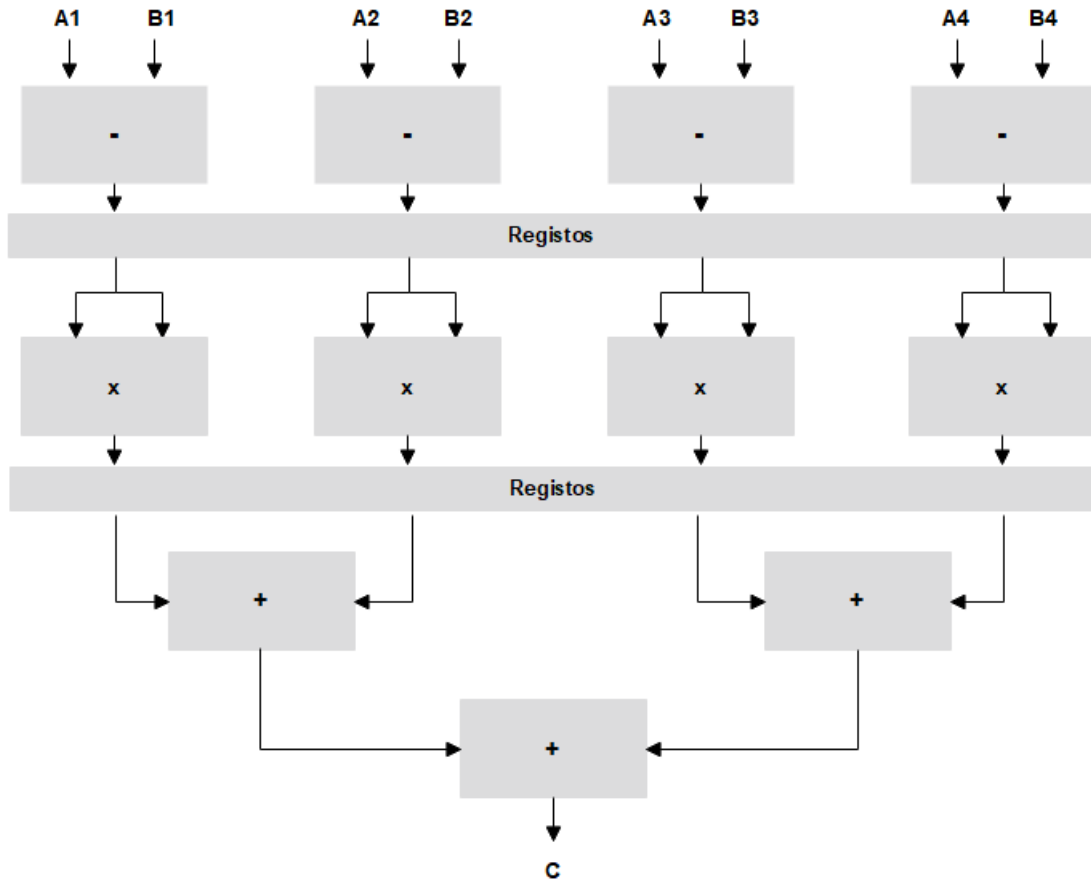 A1 B1 A2 B2 A3 B3 A4 B4
- - - -
Registos
x x x x
Registos
+ +
+
C